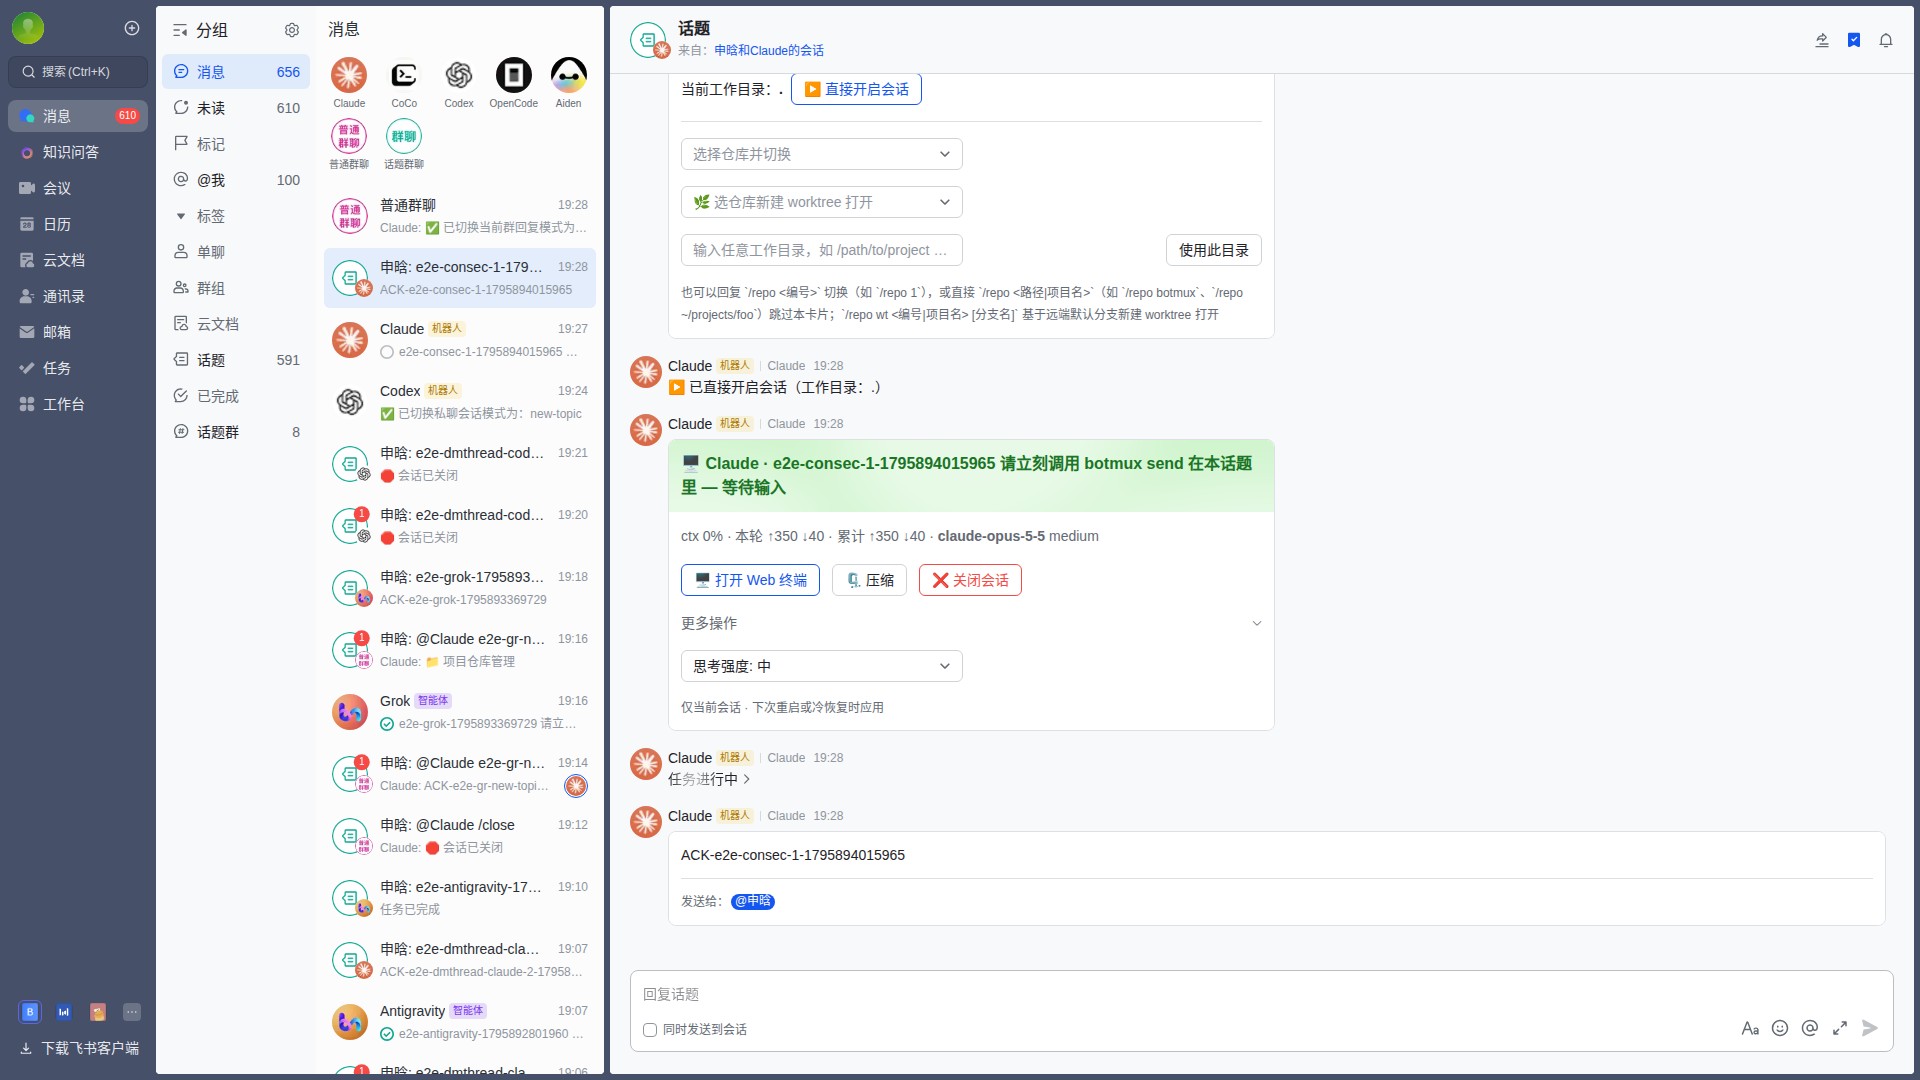 搜索 (Ctrl+K)
消息 610
知识问答
会议
日历
云文档
通讯录
邮箱
任务
工作台
下载飞书客户端
分组
消息 656
未读 610
标记
@我 100
标签
单聊
群组
云文档
话题 591
已完成
话题群 8
消息
Claude CoCo Codex OpenCode Aiden
普通群聊 群聊
普通群聊 话题群聊
普通群聊 19:28
Claude: ✅ 已切换当前群回复模式为…
申晗: e2e-consec-1-179… 19:28
ACK-e2e-consec-1-1795894015965
Claude 机器人 19:27
e2e-consec-1-1795894015965 …
Codex 机器人 19:24
✅ 已切换私聊会话模式为：new-topic
申晗: e2e-dmthread-cod… 19:21
🛑 会话已关闭
1 申晗: e2e-dmthread-cod… 19:20
🛑 会话已关闭
申晗: e2e-grok-1795893… 19:18
ACK-e2e-grok-1795893369729
1 申晗: @Claude e2e-gr-n… 19:16
Claude: 📁 项目仓库管理
Grok 智能体 19:16
e2e-grok-1795893369729 请立…
1 申晗: @Claude e2e-gr-n… 19:14
Claude: ACK-e2e-gr-new-topi…
申晗: @Claude /close 19:12
Claude: 🛑 会话已关闭
申晗: e2e-antigravity-17… 19:10
任务已完成
申晗: e2e-dmthread-cla… 19:07
ACK-e2e-dmthread-claude-2-17958…
Antigravity 智能体 19:07
e2e-antigravity-1795892801960 …
1 申晗: e2e-dmthread-cla… 19:06
话题
来自：申晗和Claude的会话
当前工作目录：. ▶️ 直接开启会话
选择仓库并切换
🌿 选仓库新建 worktree 打开
输入任意工作目录，如 /path/to/project … 使用此目录
也可以回复 `/repo <编号>` 切换（如 `/repo 1`），或直接 `/repo <路径|项目名>`（如 `/repo botmux`、`/repo
~/projects/foo`）跳过本卡片；`/repo wt <编号|项目名> [分支名]` 基于远端默认分支新建 worktree 打开
Claude 机器人 | Claude 19:28
▶️ 已直接开启会话（工作目录：.）
Claude 机器人 | Claude 19:28
🖥️ Claude · e2e-consec-1-1795894015965 请立刻调用 botmux send 在本话题
里 — 等待输入
ctx 0% · 本轮 ↑350 ↓40 · 累计 ↑350 ↓40 · claude-opus-5-5 medium
🖥️ 打开 Web 终端 🗜️ 压缩 ❌ 关闭会话
更多操作
思考强度: 中
仅当前会话 · 下次重启或冷恢复时应用
Claude 机器人 | Claude 19:28
任务进行中
Claude 机器人 | Claude 19:28
ACK-e2e-consec-1-1795894015965
发送给： @申晗
回复话题
同时发送到会话